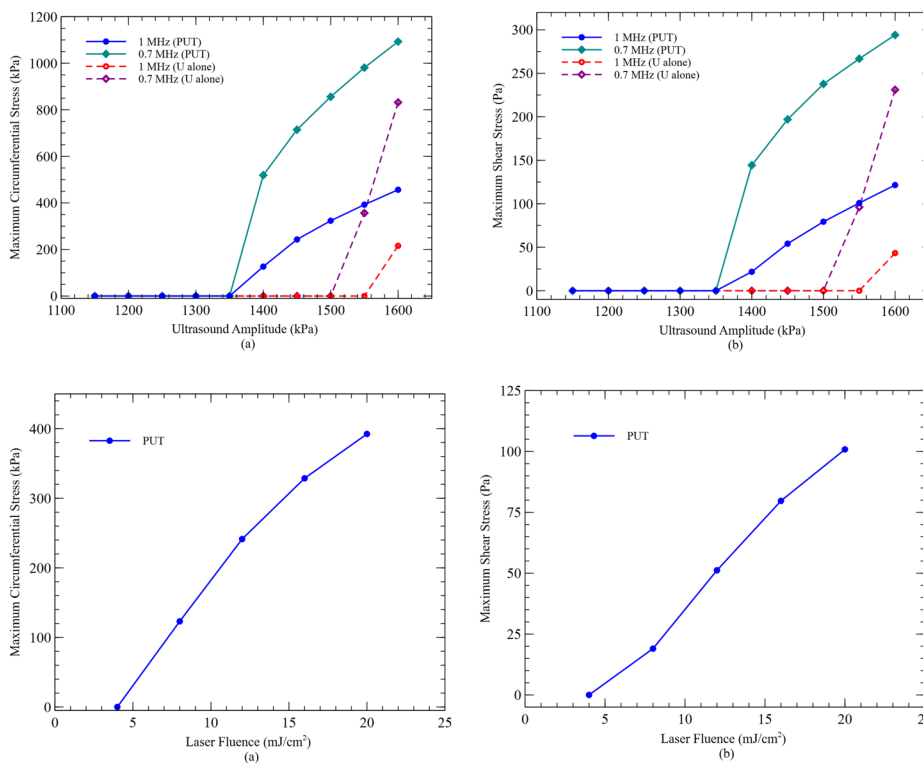 1200
1000
800
600
400
200
0
Maximum Circumferential Stress (kPa)
1 MHz (PUT)
0.7 MHz (PUT)
1 MHz (U alone)
0.7 MHz (U alone)
1100 1200 1300 1400 1500 1600
Ultrasound Amplitude (kPa)
(a)
300
250
200
150
100
50
0
Maximum Shear Stress (Pa)
1 MHz (PUT)
0.7 MHz (PUT)
1 MHz (U alone)
0.7 MHz (U alone)
1100 1200 1300 1400 1500 1600
Ultrasound Amplitude (kPa)
(b)
400
300
200
100
0
Maximum Circumferential Stress (kPa)
PUT
0 5 10 15 20 25
Laser Fluence (mJ/cm²)
(a)
125
100
75
50
25
0
Maximum Shear Stress (Pa)
PUT
0 5 10 15 20
Laser Fluence (mJ/cm²)
(b)